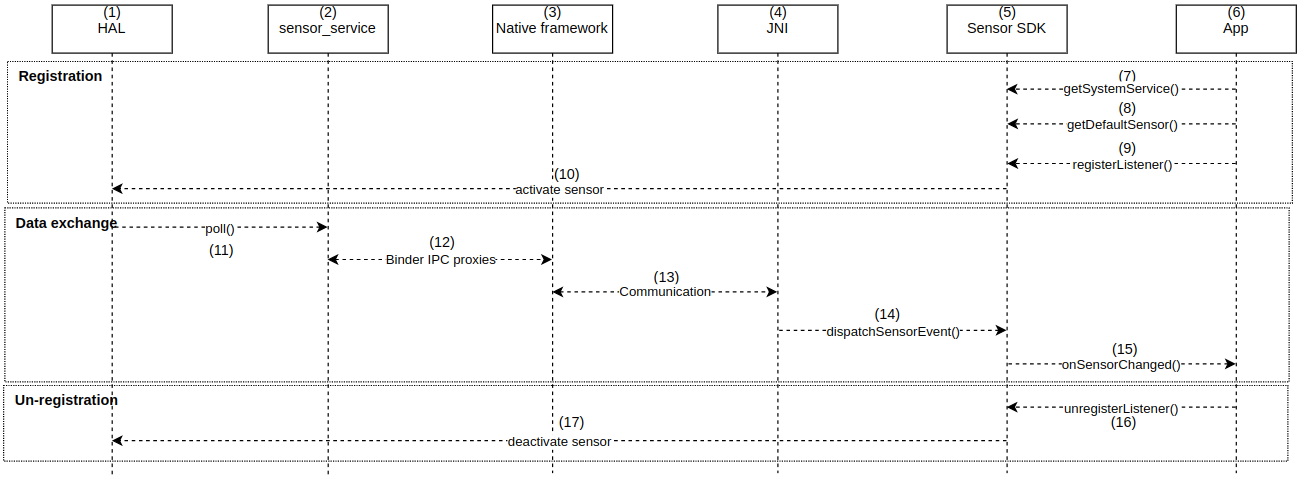 (1)
HAL
(2)
sensor_service
(3)
Native framework
(4)
JNI
(5)
Sensor SDK
(6)
App
Registration
(7)
getSystemService()
(8)
getDefaultSensor()
(9)
registerListener()
(10)
activate sensor
Data exchange
poll()
(11)
(12)
Binder IPC proxies
(13)
Communication
(14)
dispatchSensorEvent()
(15)
onSensorChanged()
Un-registration
unregisterListener()
(16)
(17)
deactivate sensor